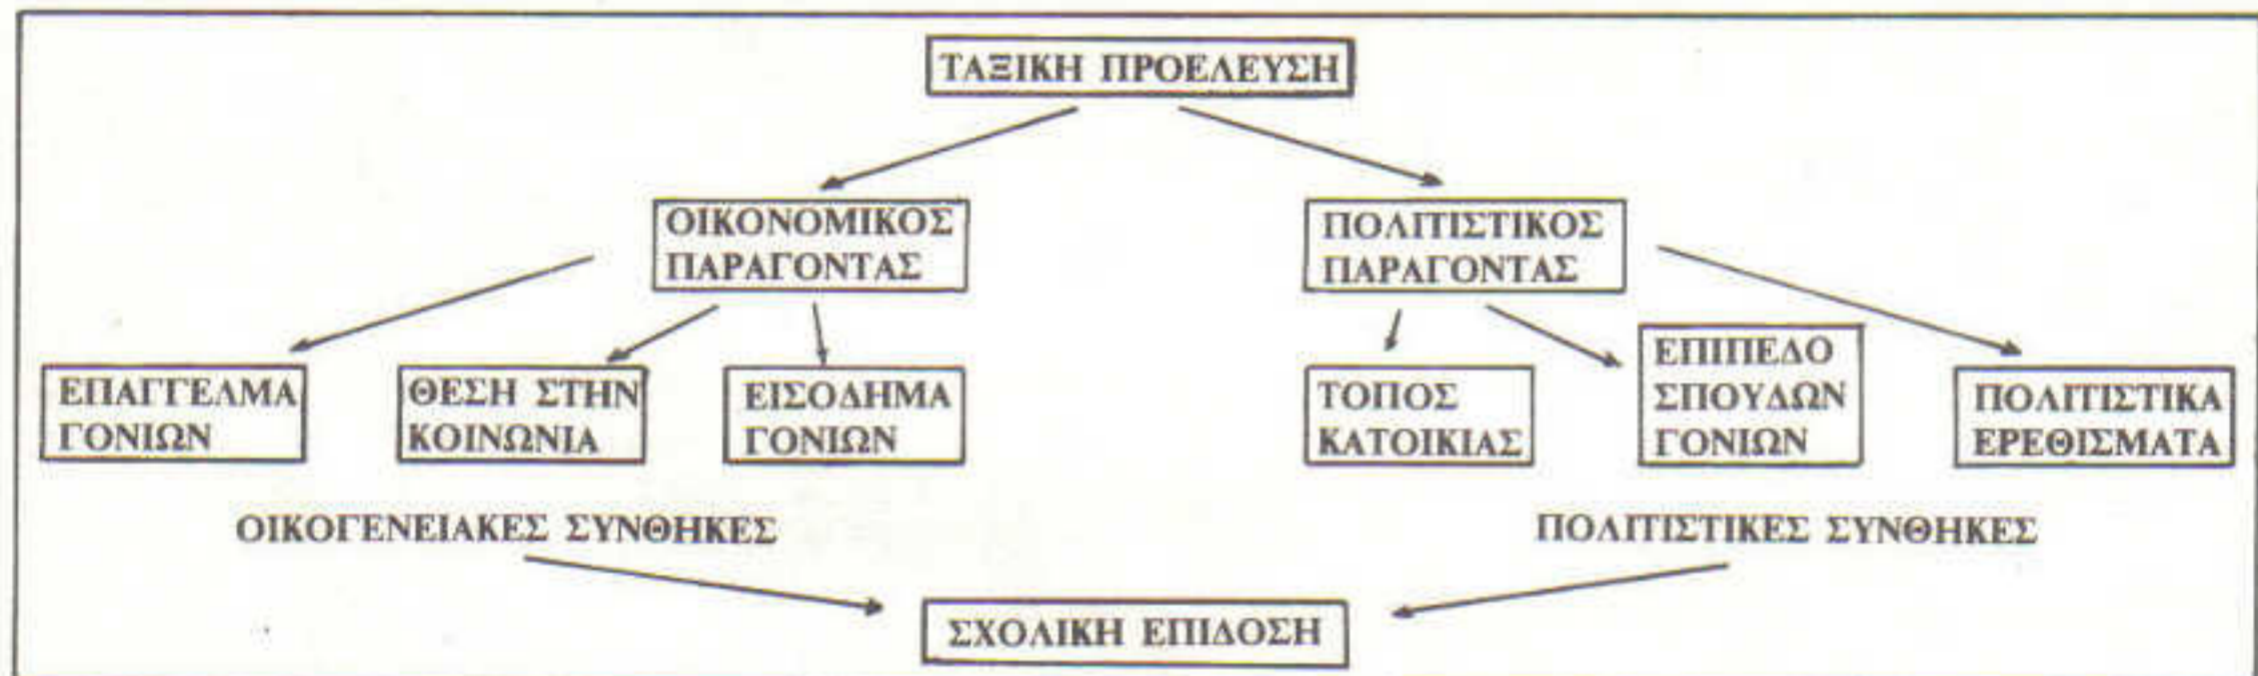 ΤΑΞΙΚΗ ΠΡΟΕΛΕΥΣΗ
ΟΙΚΟΝΟΜΙΚΟΣ
ΠΑΡΑΓΟΝΤΑΣ
ΠΟΛΙΤΙΣΤΙΚΟΣ
ΠΑΡΑΓΟΝΤΑΣ
ΕΠΑΓΓΕΛΜΑ
ΓΟΝΙΩΝ
ΘΕΣΗ ΣΤΗΝ
ΚΟΙΝΩΝΙΑ
ΕΙΣΟΔΗΜΑ
ΓΟΝΙΩΝ
ΤΟΠΟΣ
ΚΑΤΟΙΚΙΑΣ
ΕΠΙΠΕΔΟ
ΣΠΟΥΔΩΝ
ΓΟΝΙΩΝ
ΠΟΛΙΤΙΣΤΙΚΑ
ΕΡΕΘΙΣΜΑΤΑ
ΟΙΚΟΓΕΝΕΙΑΚΕΣ ΣΥΝΘΗΚΕΣ
ΠΟΛΙΤΙΣΤΙΚΕΣ ΣΥΝΘΗΚΕΣ
ΣΧΟΛΙΚΗ ΕΠΙΔΟΣΗ